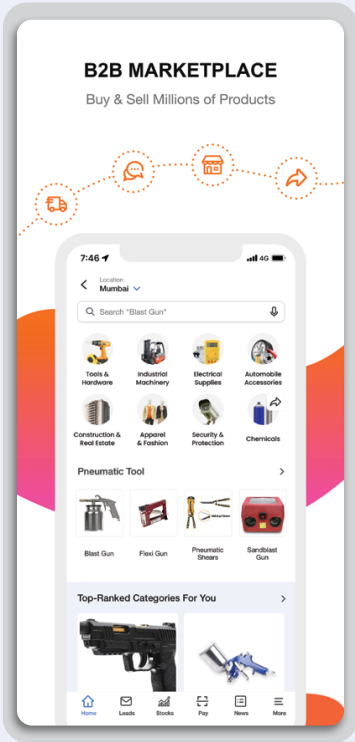 B2B MARKETPLACE
Buy & Sell Millions of Products
7:46
4G
Location
Mumbai
Search "Blast Gun"
Tools &
Hardware
Industrial
Machinery
Electrical
Supplies
Automobile
Accessories
Construction &
Real Estate
Apparel
& Fashion
Security &
Protection
Chemicals
Pneumatic Tool
Blast Gun
Flexi Gun
Pneumatic
Shears
Sandblast
Gun
Top-Ranked Categories For You
Home
Leads
Stocks
Pay
News
More